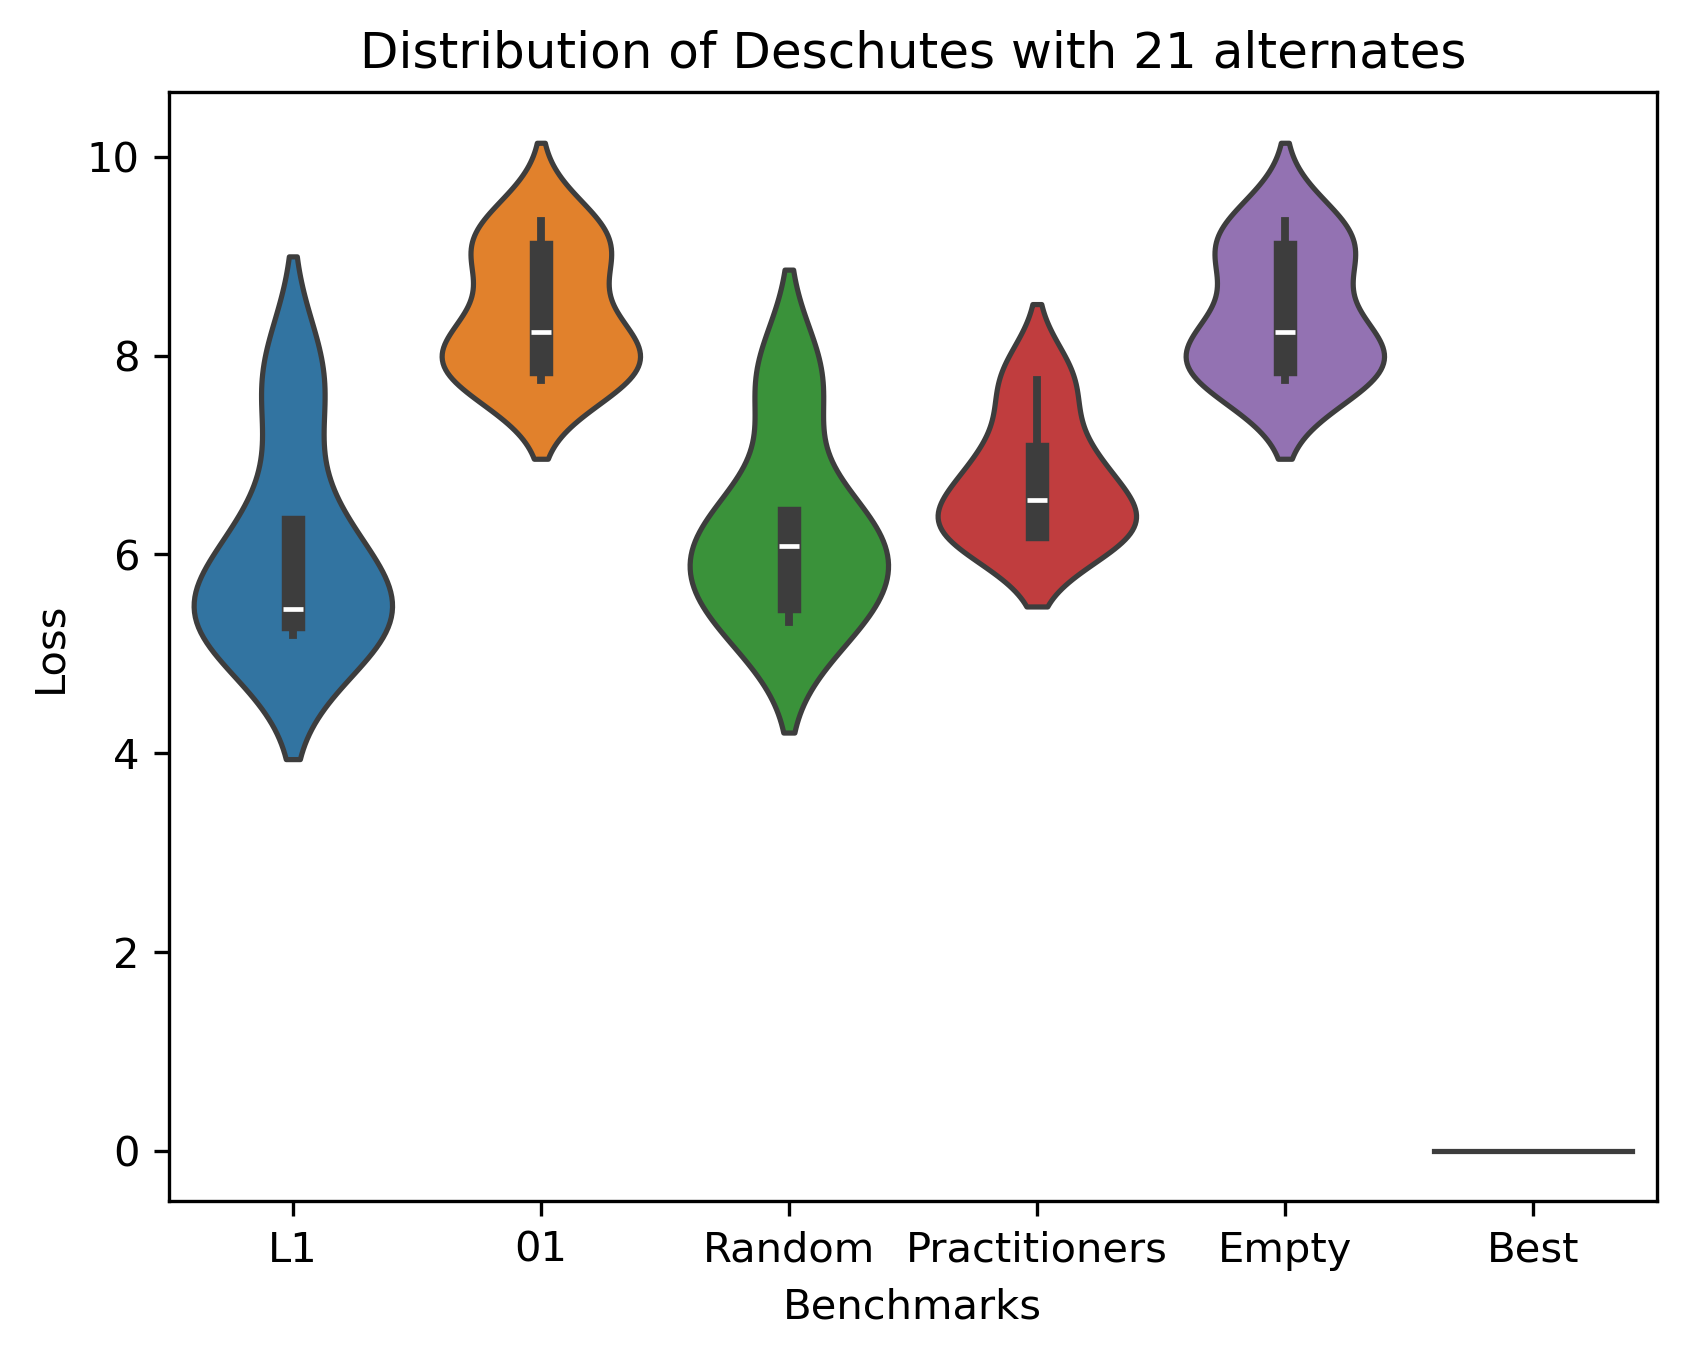 Distribution of Deschutes with 21 alternates
10
8
6
4
2
0
Loss
L1 01 Random Practitioners Empty Best
Benchmarks